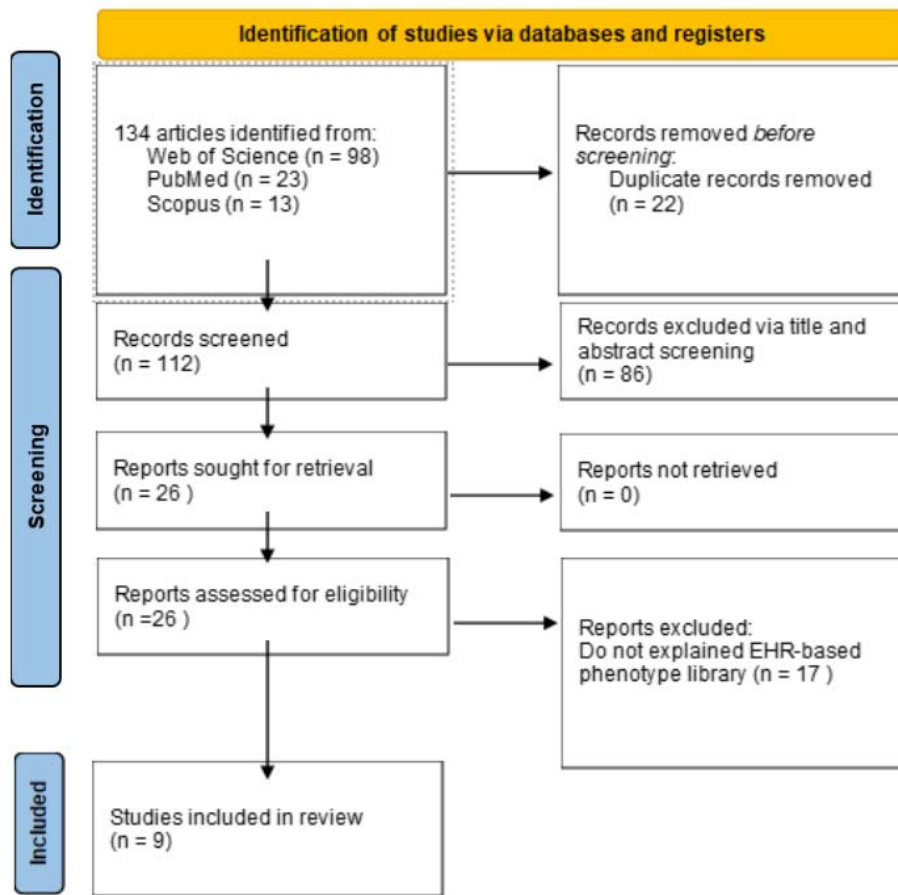 Identification of studies via databases and registers
Identification
134 articles identified from:
Web of Science (n = 98)
PubMed (n = 23)
Scopus (n = 13)
Records removed before
screening:
Duplicate records removed
(n = 22)
Screening
Records screened
(n = 112)
Records excluded via title and
abstract screening
(n = 86)
Reports sought for retrieval
(n = 26 )
Reports not retrieved
(n = 0)
Reports assessed for eligibility
(n =26 )
Reports excluded:
Do not explained EHR-based
phenotype library (n = 17 )
Included
Studies included in review
(n = 9)